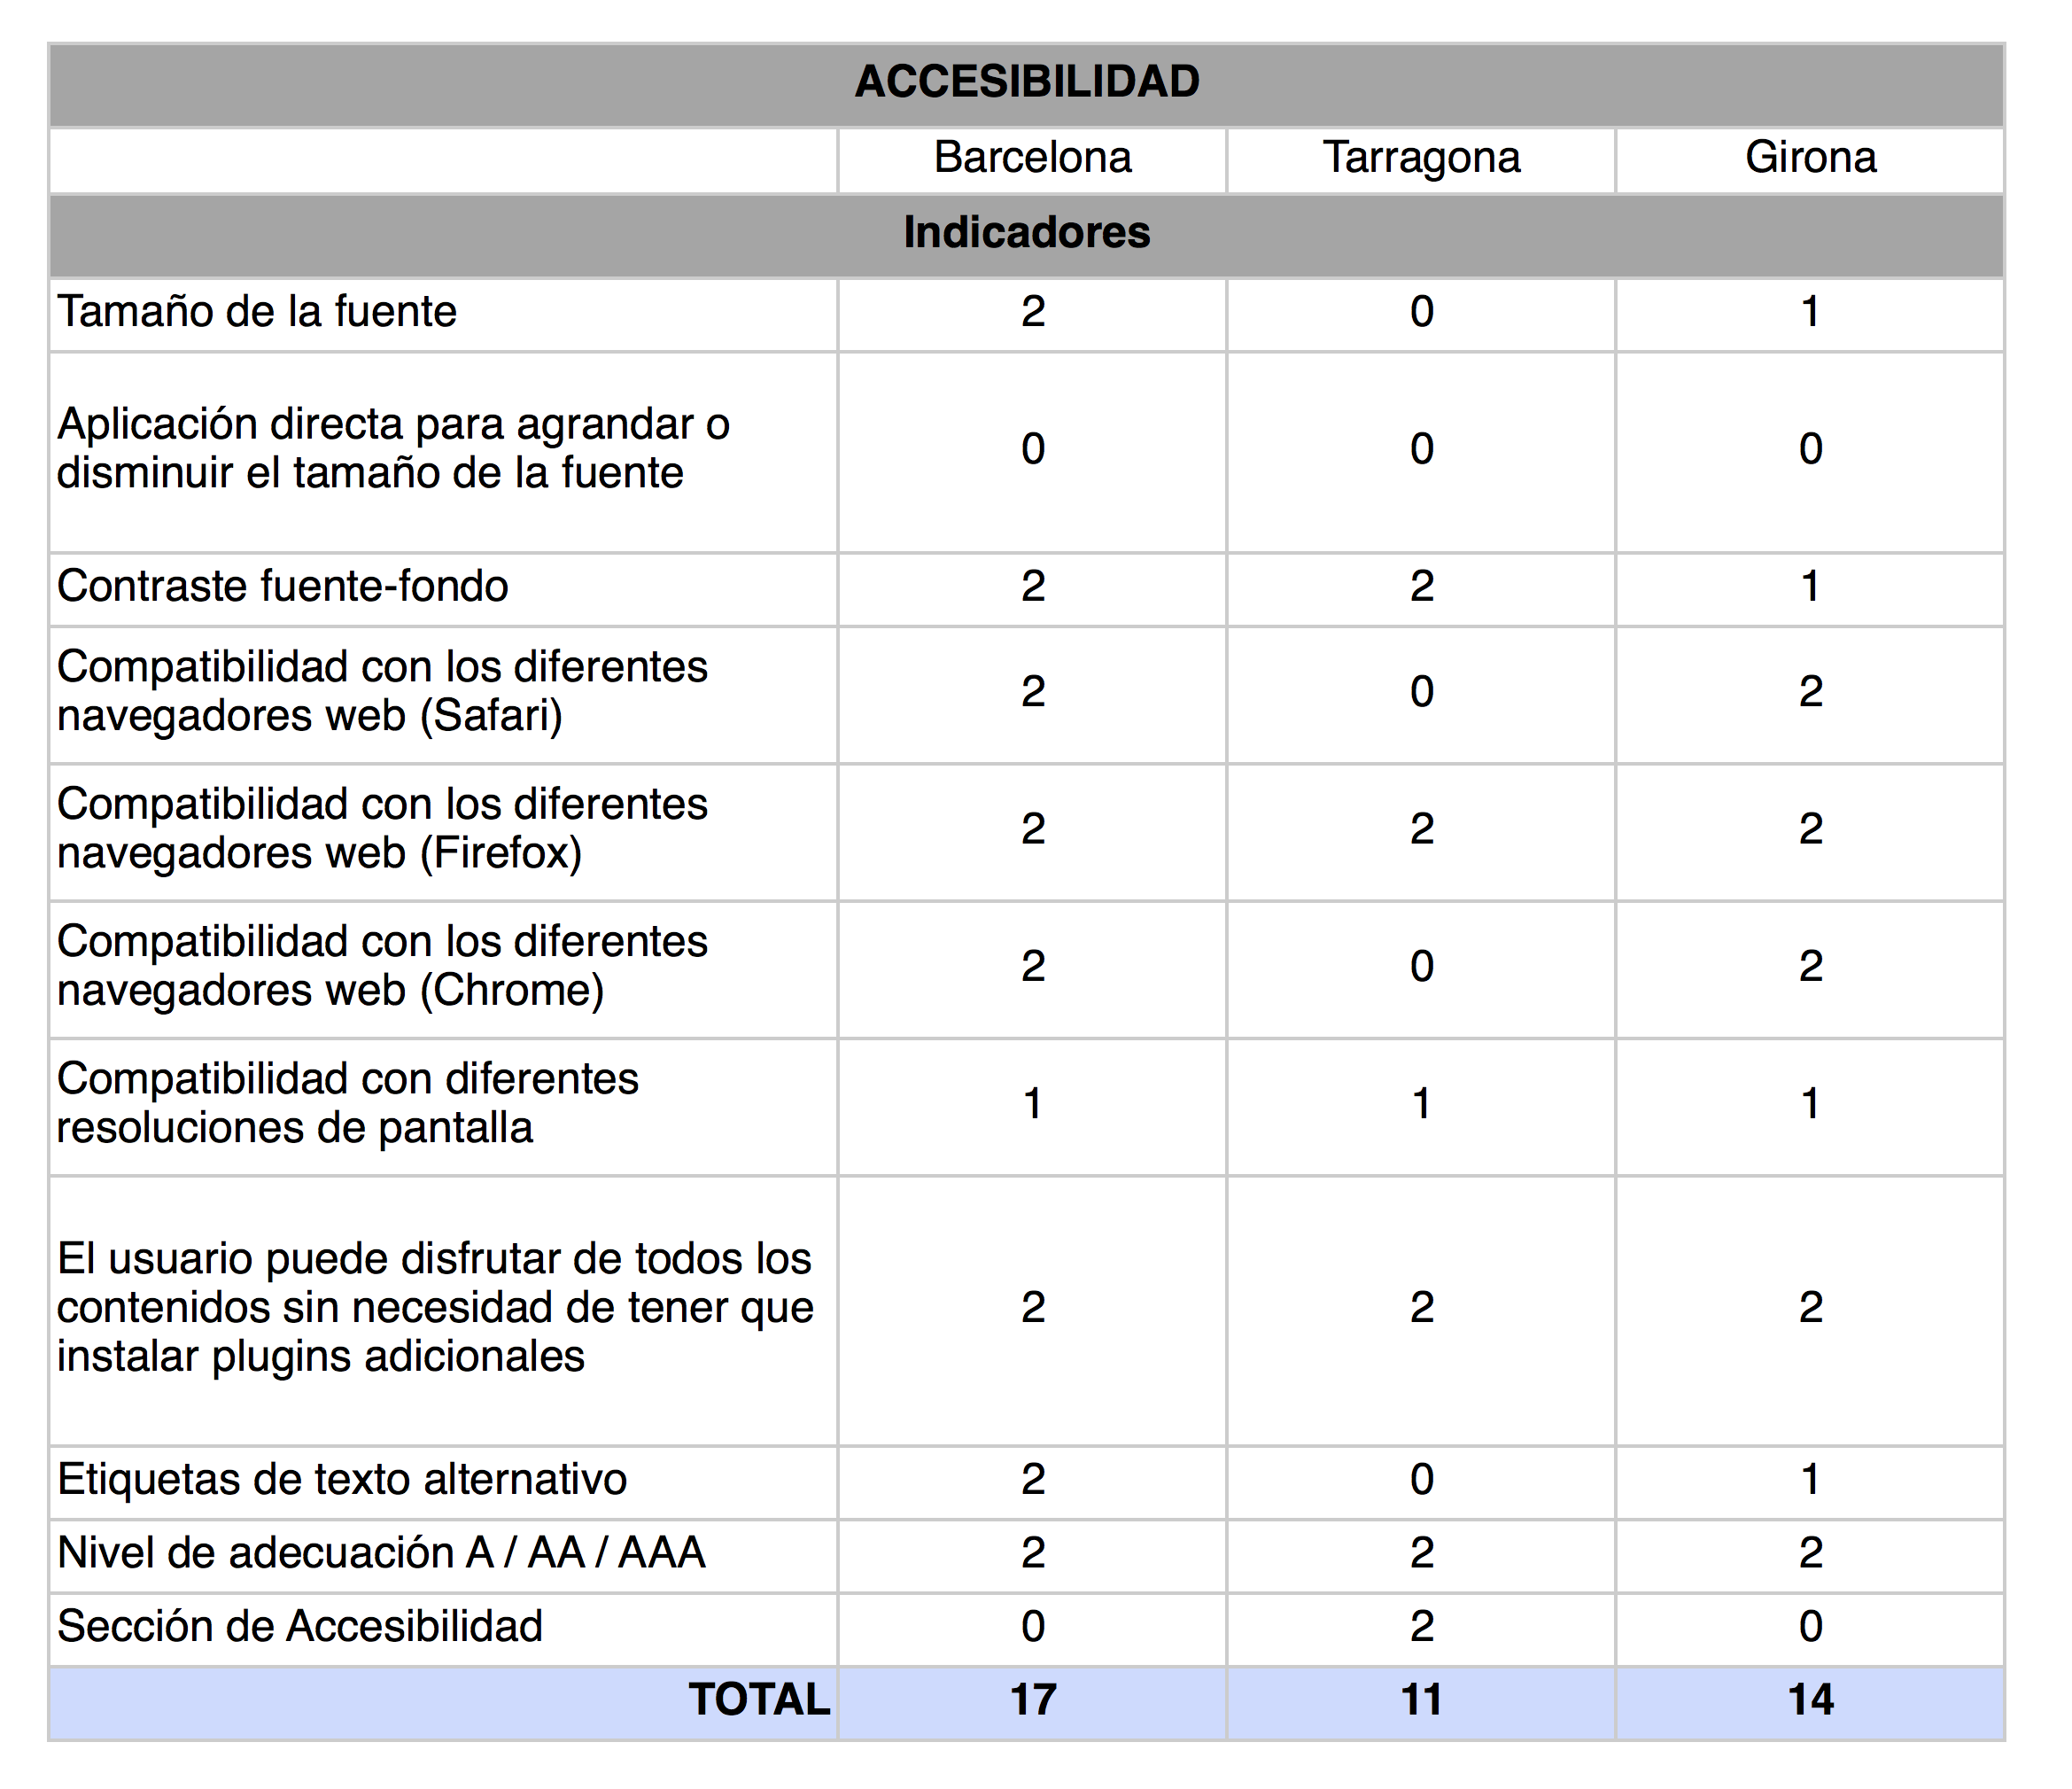 ACCESIBILIDAD
Barcelona Tarragona Girona
Indicadores
Tamaño de la fuente 2 0 1
Aplicación directa para agrandar o
disminuir el tamaño de la fuente 0 0 0
Contraste fuente-fondo 2 2 1
Compatibilidad con los diferentes
navegadores web (Safari) 2 0 2
Compatibilidad con los diferentes
navegadores web (Firefox) 2 2 2
Compatibilidad con los diferentes
navegadores web (Chrome) 2 0 2
Compatibilidad con diferentes
resoluciones de pantalla 1 1 1
El usuario puede disfrutar de todos los
contenidos sin necesidad de tener que
instalar plugins adicionales 2 2 2
Etiquetas de texto alternativo 2 0 1
Nivel de adecuación A / AA / AAA 2 2 2
Sección de Accesibilidad 0 2 0
TOTAL 17 11 14